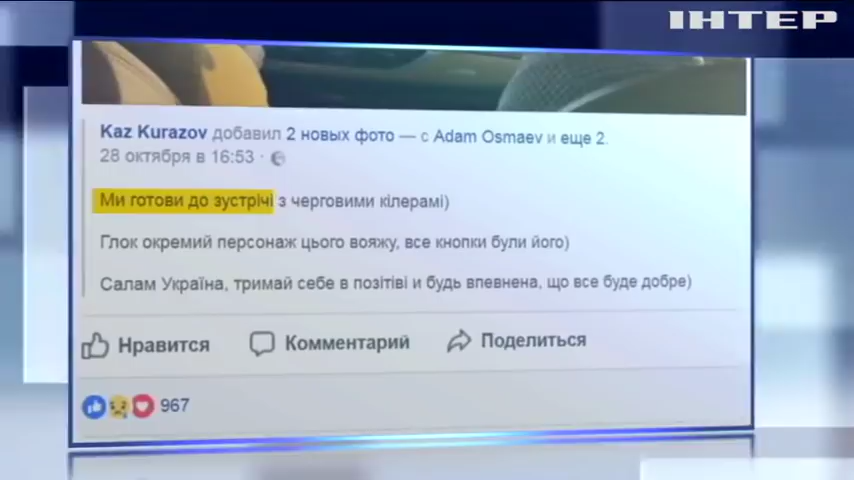 ІНТЕР
Kaz Kurazov добавил 2 новых фото — с Adam Osmaev и еще 2.
28 октября в 16:53 ·
Ми готови до зустрічі з черговими кілерамі)
Глок окремий персонаж цього вояжу, все кнопки були його)
Салам Україна, тримай себе в позітіві и будь впевнена, що все буде добре)
Нравится Комментарий Поделиться
967